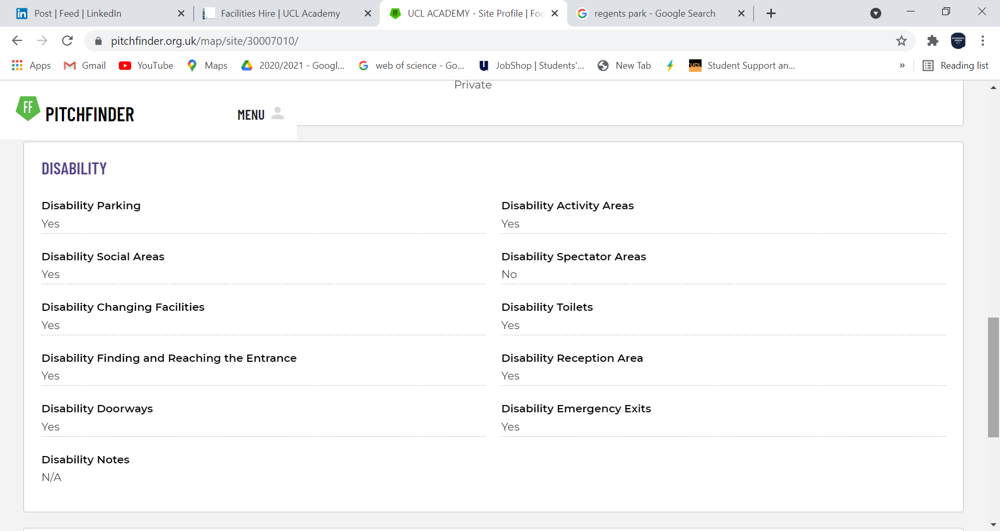 Post | Feed | LinkedIn
Facilities Hire | UCL Academy
UCL ACADEMY - Site Profile | Foo
regents park - Google Search
pitchfinder.org.uk/map/site/30007010/
Apps
Gmail
YouTube
Maps
2020/2021 - Googl...
web of science - Go...
JobShop | Students'...
New Tab
UCL
Student Support an...
»
Reading list
Private
FF
PITCHFINDER
MENU
DISABILITY
Disability Parking
Yes
Disability Activity Areas
Yes
Disability Social Areas
Yes
Disability Spectator Areas
No
Disability Changing Facilities
Yes
Disability Toilets
Yes
Disability Finding and Reaching the Entrance
Yes
Disability Reception Area
Yes
Disability Doorways
Yes
Disability Emergency Exits
Yes
Disability Notes
N/A